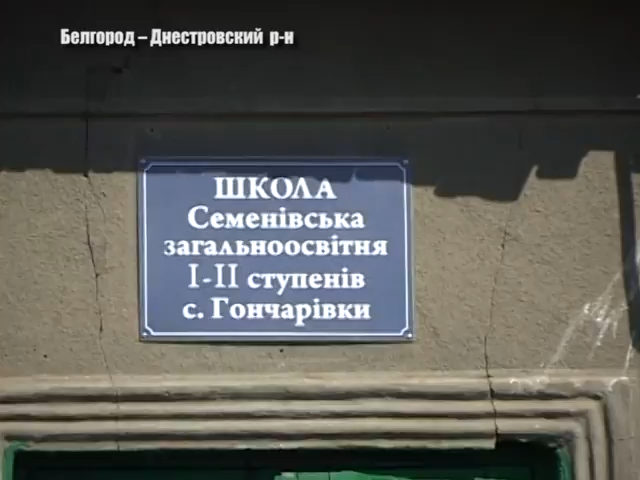 Белгород – Днестровский р-н
ШКОЛА
Семенівська
загальноосвітня
I-II ступенів
с. Гончарівки